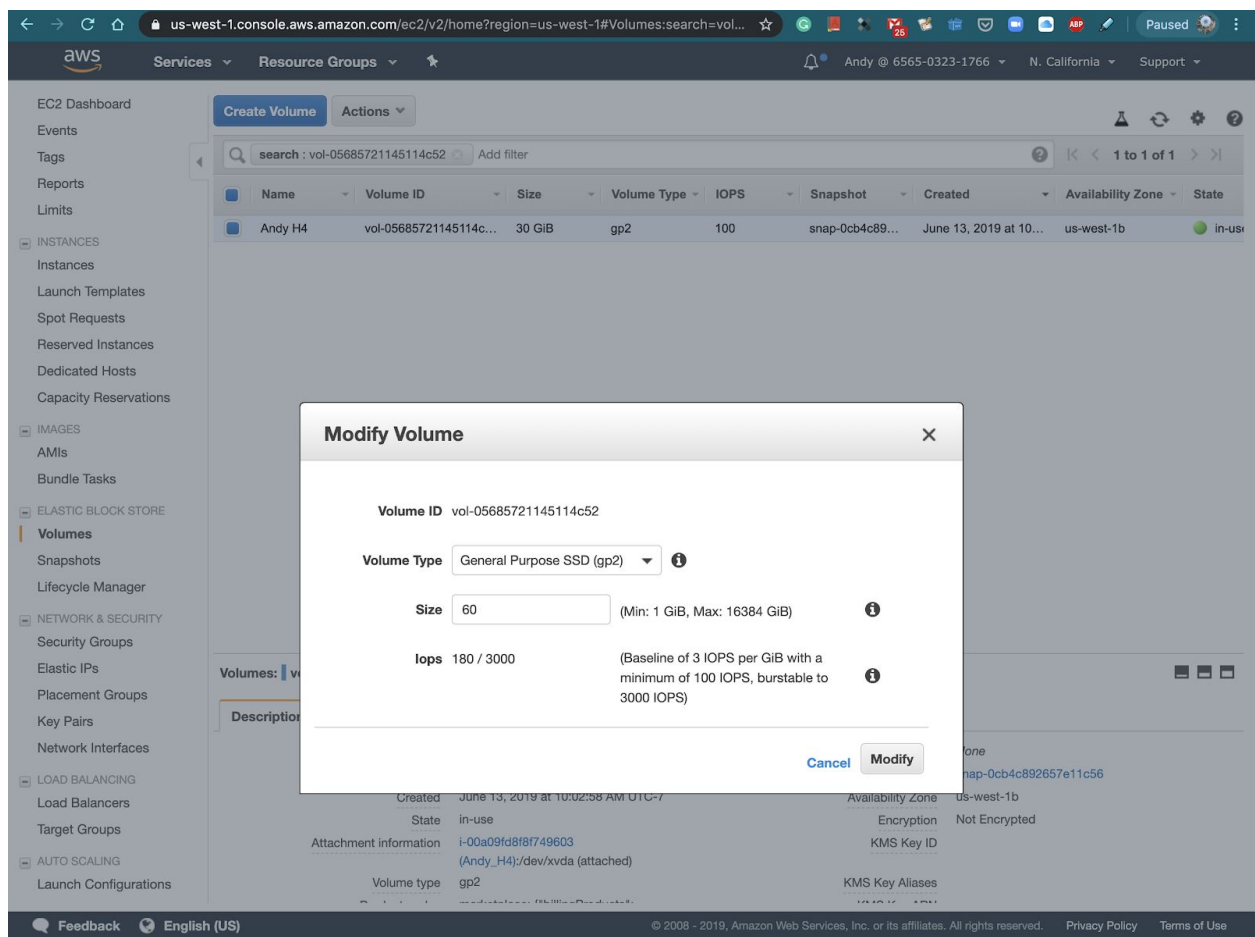 us-west-1.console.aws.amazon.com/ec2/v2/home?region=us-west-1#Volumes:search=vol...
25
ABP
Paused
aws
Services
Resource Groups
Andy @ 6565-0323-1766
N. California
Support
EC2 Dashboard
Events
Tags
Reports
Limits
INSTANCES
Instances
Launch Templates
Spot Requests
Reserved Instances
Dedicated Hosts
Capacity Reservations
IMAGES
AMIs
Bundle Tasks
ELASTIC BLOCK STORE
Volumes
Snapshots
Lifecycle Manager
NETWORK & SECURITY
Security Groups
Elastic IPs
Placement Groups
Key Pairs
Network Interfaces
LOAD BALANCING
Load Balancers
Target Groups
AUTO SCALING
Launch Configurations
Create Volume
Actions
search : vol-05685721145114c52
Add filter
1 to 1 of 1
Name Volume ID Size Volume Type IOPS Snapshot Created Availability Zone State
Andy H4 vol-05685721145114c... 30 GiB gp2 100 snap-0cb4c89... June 13, 2019 at 10... us-west-1b in-use
Modify Volume
Volume ID vol-05685721145114c52
Volume Type General Purpose SSD (gp2)
Size 60 (Min: 1 GiB, Max: 16384 GiB)
Iops 180 / 3000 (Baseline of 3 IOPS per GiB with a
minimum of 100 IOPS, burstable to
3000 IOPS)
Cancel Modify
Volumes:
Description
snap-0cb4c892657e11c56
Created June 13, 2019 at 10:02:58 AM UTC-7
Availability Zone us-west-1b
State in-use
Encryption Not Encrypted
Attachment information i-00a09fd8f8f749603
(Andy_H4):/dev/xvda (attached)
KMS Key ID
Volume type gp2
KMS Key Aliases
Feedback English (US)
© 2008 - 2019, Amazon Web Services, Inc. or its affiliates. All rights reserved. Privacy Policy Terms of Use